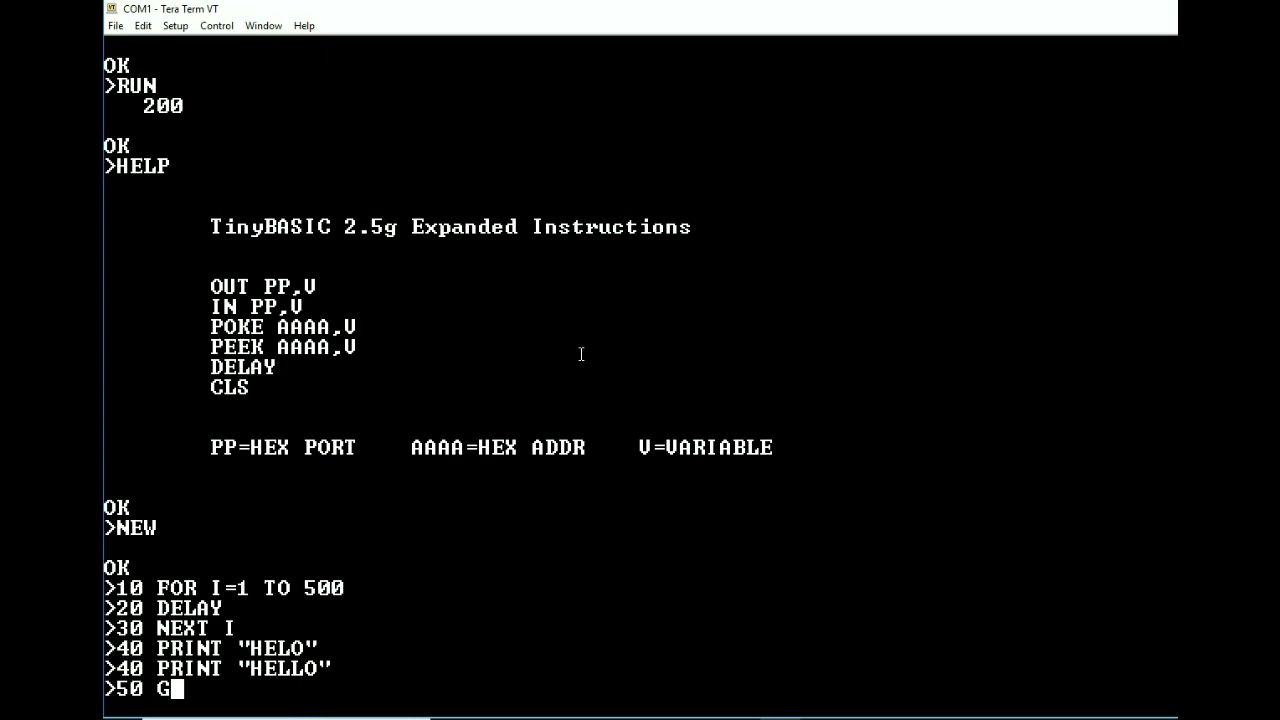 COM1 - Tera Term VT
File Edit Setup Control Window Help
OK
>RUN
200
OK
>HELP
TinyBASIC 2.5g Expanded Instructions
OUT PP,V
IN PP,V
POKE AAAA,V
PEEK AAAA,V
DELAY
CLS
PP=HEX PORT AAAA=HEX ADDR V=VARIABLE
OK
>NEW
OK
>10 FOR I=1 TO 500
>20 DELAY
>30 NEXT I
>40 PRINT "HELO"
>40 PRINT "HELLO"
>50 G